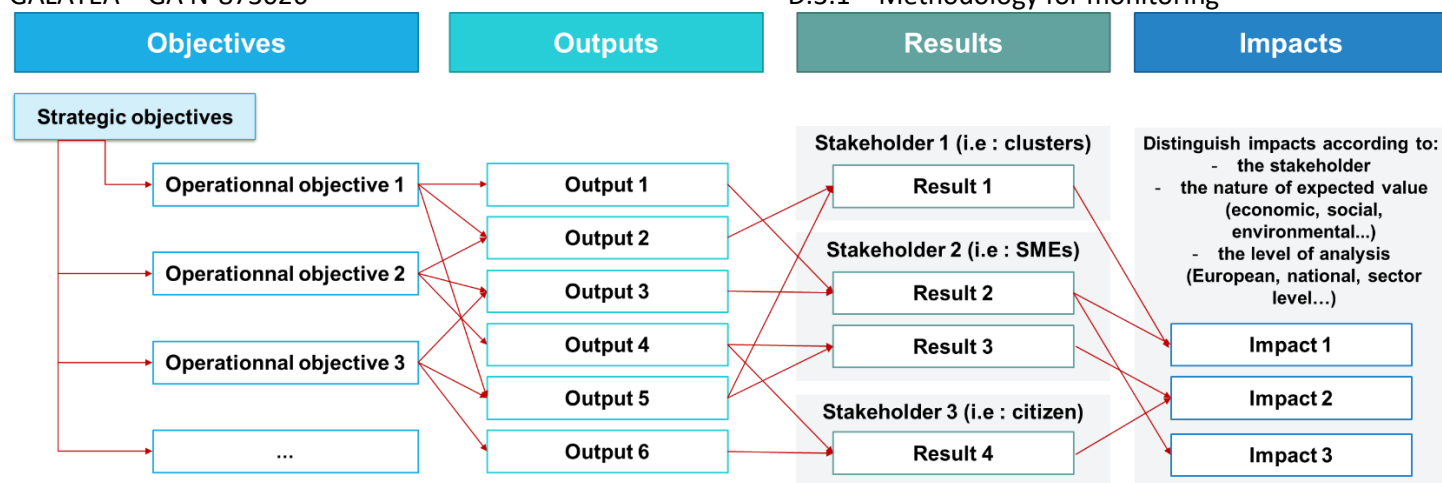 GALATEA – GA N°873026
D.5.1 – Methodology for monitoring
Objectives
Outputs
Results
Impacts
Strategic objectives
Operationnal objective 1
Operationnal objective 2
Operationnal objective 3
...
Output 1
Output 2
Output 3
Output 4
Output 5
Output 6
Stakeholder 1 (i.e : clusters)
Result 1
Stakeholder 2 (i.e : SMEs)
Result 2
Result 3
Stakeholder 3 (i.e : citizen)
Result 4
Distinguish impacts according to:
- the stakeholder
- the nature of expected value
(economic, social,
environmental...)
- the level of analysis
(European, national, sector
level…)
Impact 1
Impact 2
Impact 3